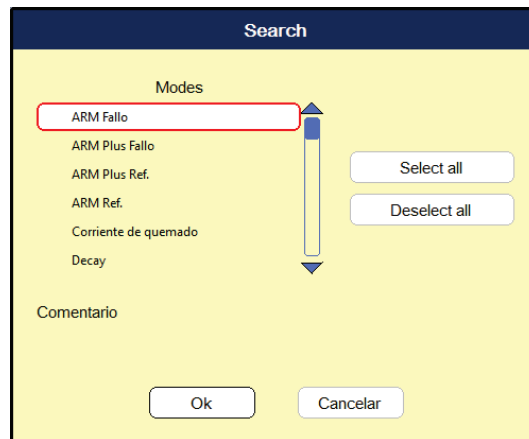 Search
Modes
ARM Fallo
ARM Plus Fallo
ARM Plus Ref.
ARM Ref.
Corriente de quemado
Decay
Select all
Deselect all
Comentario
Ok
Cancelar